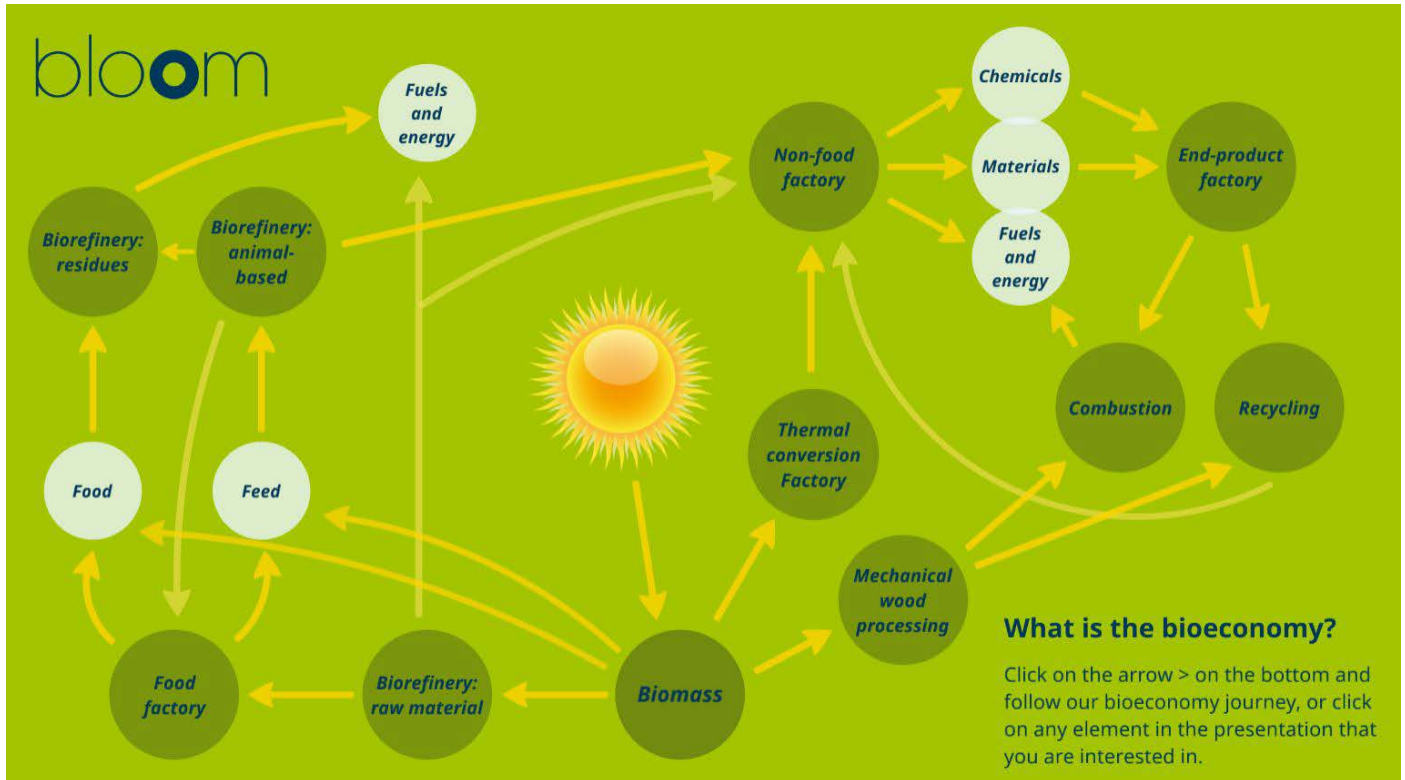 bloom
Fuels
and
energy
Chemicals
Non-food
factory
Materials
End-product
factory
Biorefinery:
residues
Biorefinery:
animal-
based
Fuels
and
energy
Combustion
Recycling
Thermal
conversion
Factory
Food
Feed
Mechanical
wood
processing
Food
factory
Biorefinery:
raw material
Biomass
What is the bioeconomy?
Click on the arrow > on the bottom and
follow our bioeconomy journey, or click
on any element in the presentation that
you are interested in.